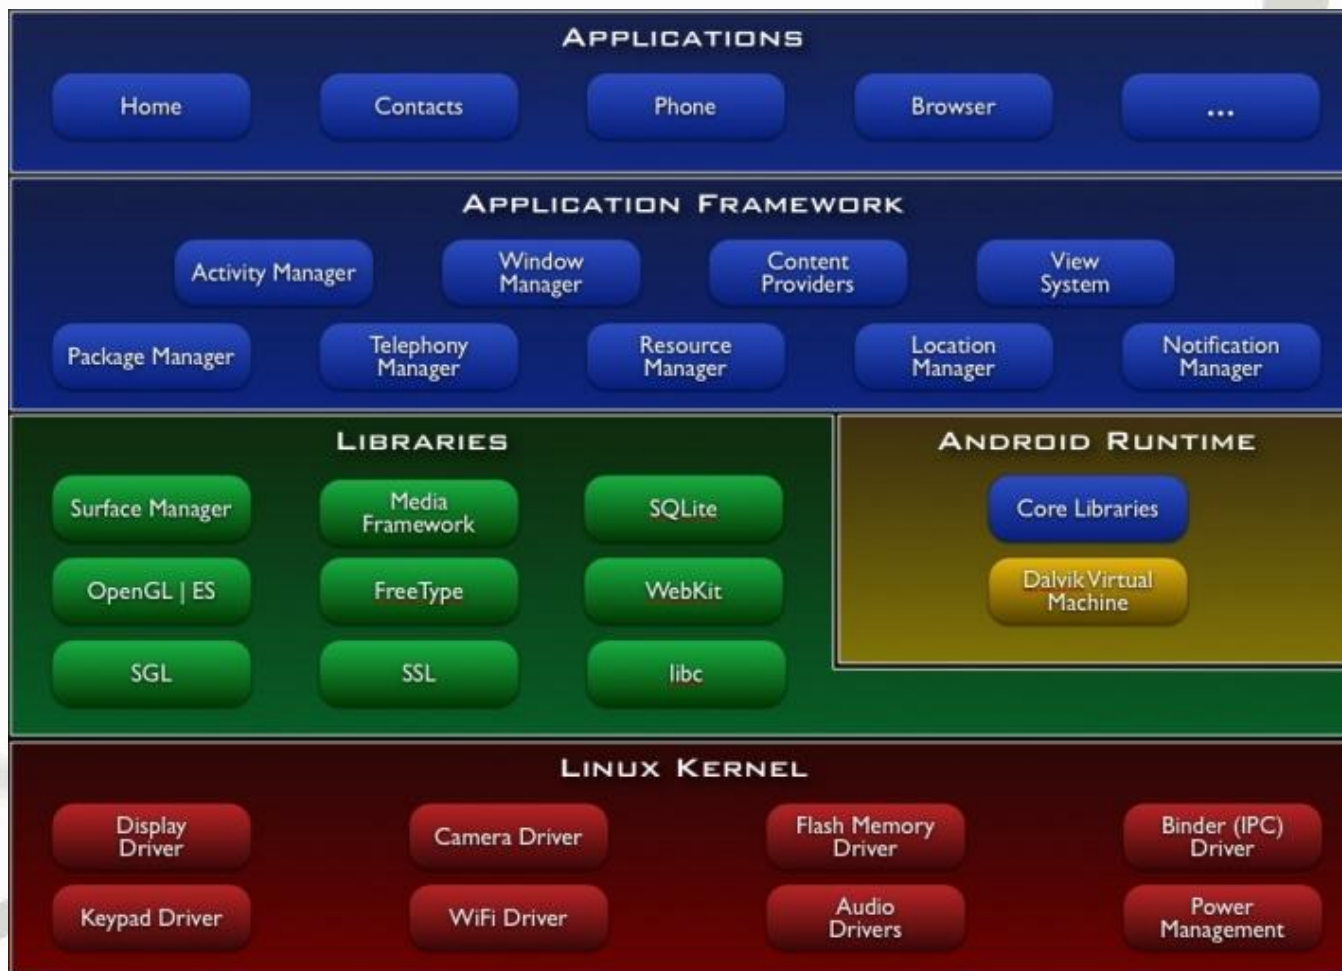 APPLICATIONS
Home
Contacts
Phone
Browser
...
APPLICATION FRAMEWORK
Activity Manager
Window
Manager
Content
Providers
View
System
Package Manager
Telephony
Manager
Resource
Manager
Location
Manager
Notification
Manager
LIBRARIES
Surface Manager
Media
Framework
SQLite
OpenGL | ES
FreeType
WebKit
SGL
SSL
libc
ANDROID RUNTIME
Core Libraries
Dalvik Virtual
Machine
LINUX KERNEL
Display
Driver
Camera Driver
Flash Memory
Driver
Binder (IPC)
Driver
Keypad Driver
WiFi Driver
Audio
Drivers
Power
Management